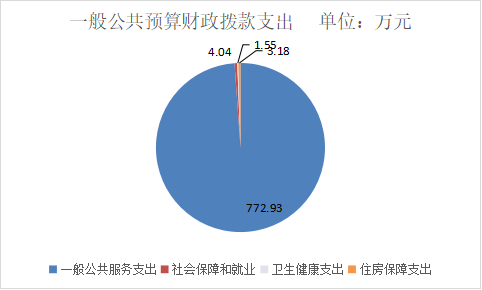 一般公共预算财政拨款支出 单位：万元
4.04
1.55
3.18
772.93
一般公共服务支出 社会保障和就业 卫生健康支出 住房保障支出